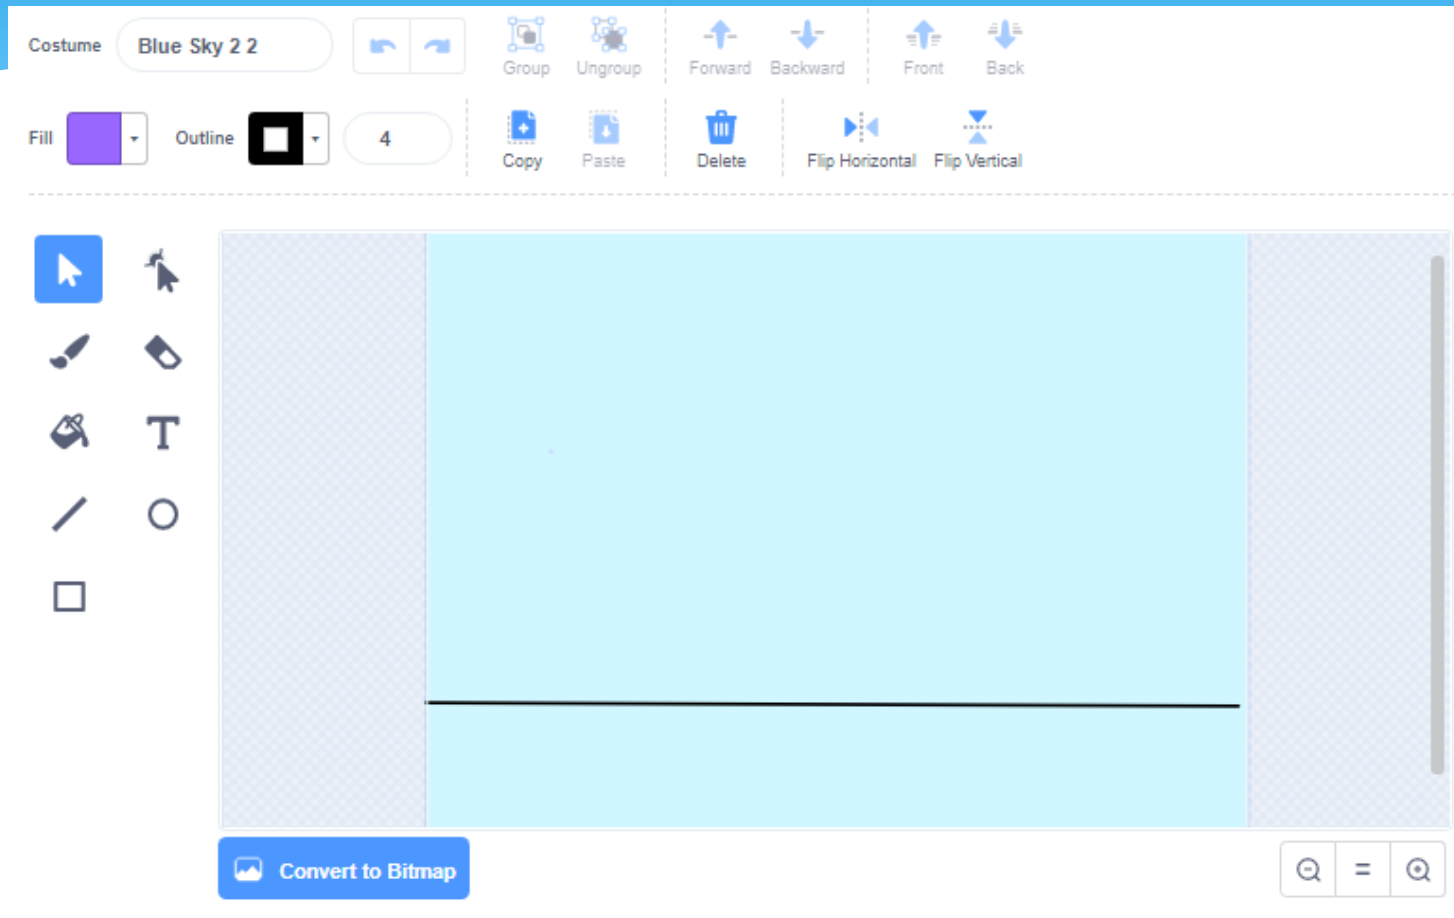 Costume Blue Sky 2 2
Group Ungroup Forward Backward Front Back
Fill Outline 4
Copy Paste Delete Flip Horizontal Flip Vertical
T
Convert to Bitmap
=